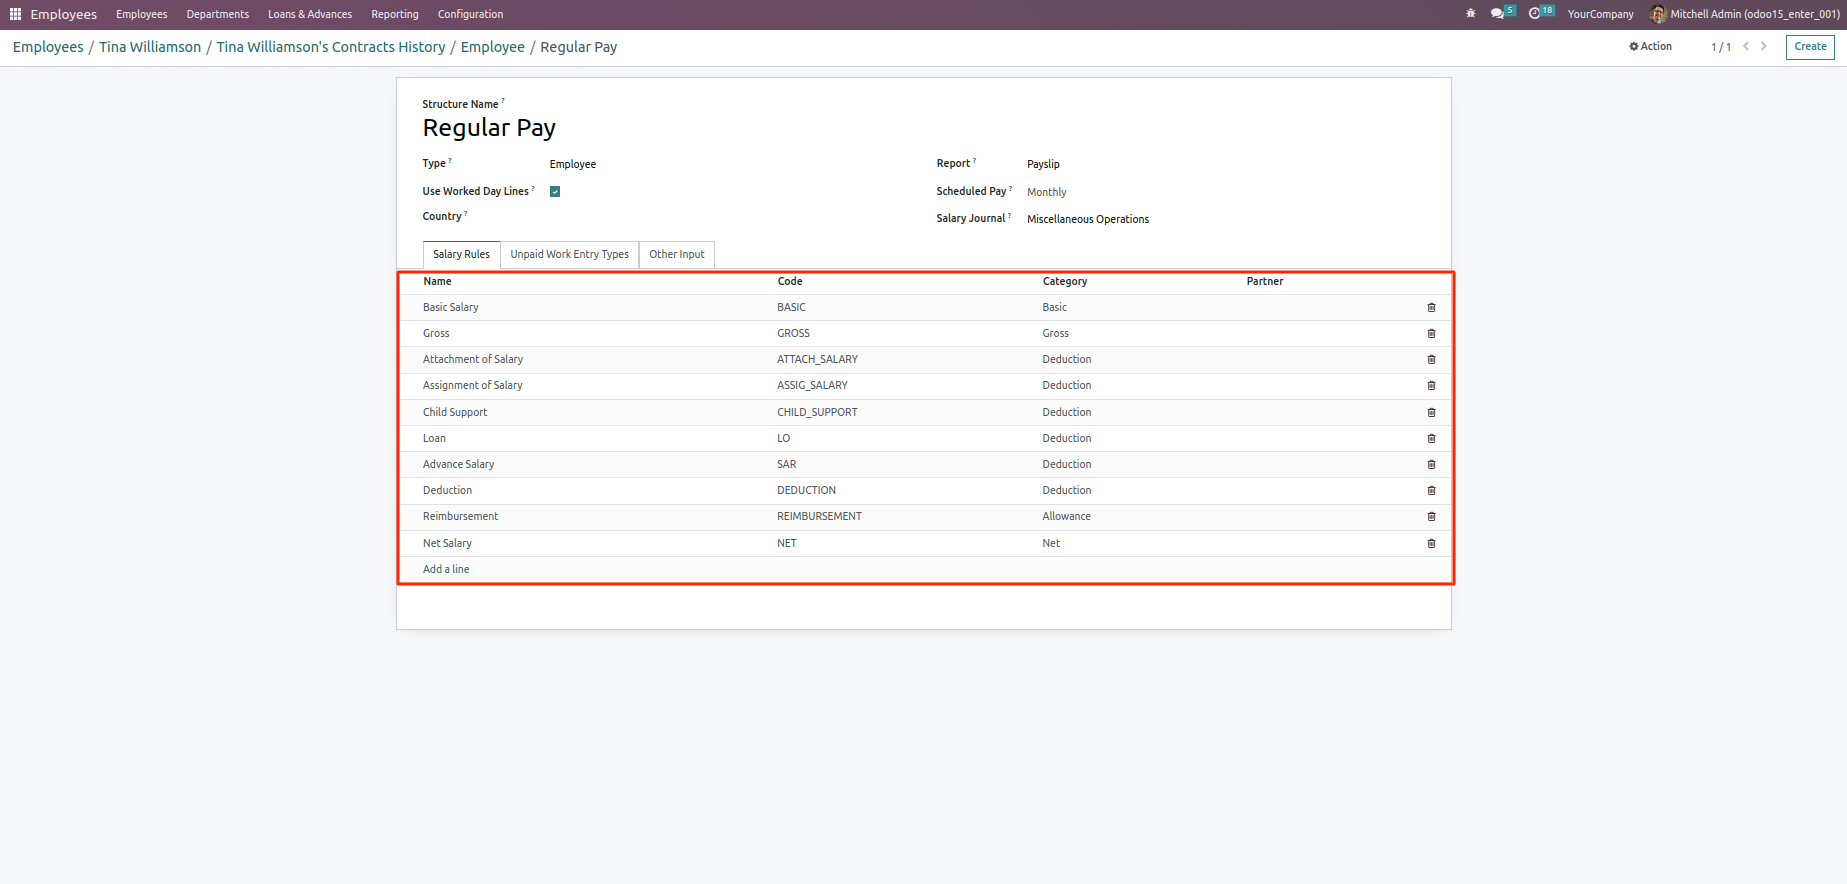 Employees Employees Departments Loans & Advances Reporting Configuration 5 18 YourCompany Mitchell Admin (odoo15_enter_001)
Employees / Tina Williamson / Tina Williamson's Contracts History / Employee / Regular Pay Action 1 / 1 Create
Structure Name ?
Regular Pay
Type ? Employee Report ? Payslip
Use Worked Day Lines ? Scheduled Pay ? Monthly
Country ? Salary Journal ? Miscellaneous Operations
Salary Rules Unpaid Work Entry Types Other Input
Name Code Category Partner
Basic Salary BASIC Basic
Gross GROSS Gross
Attachment of Salary ATTACH_SALARY Deduction
Assignment of Salary ASSIG_SALARY Deduction
Child Support CHILD_SUPPORT Deduction
Loan LO Deduction
Advance Salary SAR Deduction
Deduction DEDUCTION Deduction
Reimbursement REIMBURSEMENT Allowance
Net Salary NET Net
Add a line